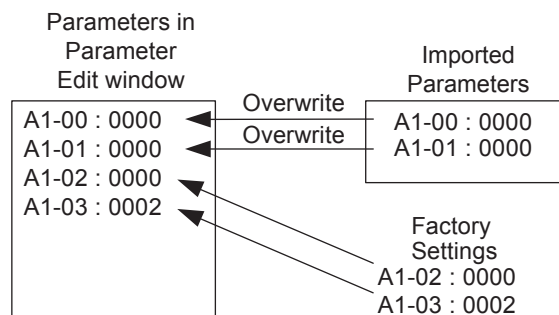 Parameters in
Parameter
Edit window
A1-00 : 0000
A1-01 : 0000
A1-02 : 0000
A1-03 : 0002
Overwrite
Overwrite
Imported
Parameters
A1-00 : 0000
A1-01 : 0000
Factory
Settings
A1-02 : 0000
A1-03 : 0002